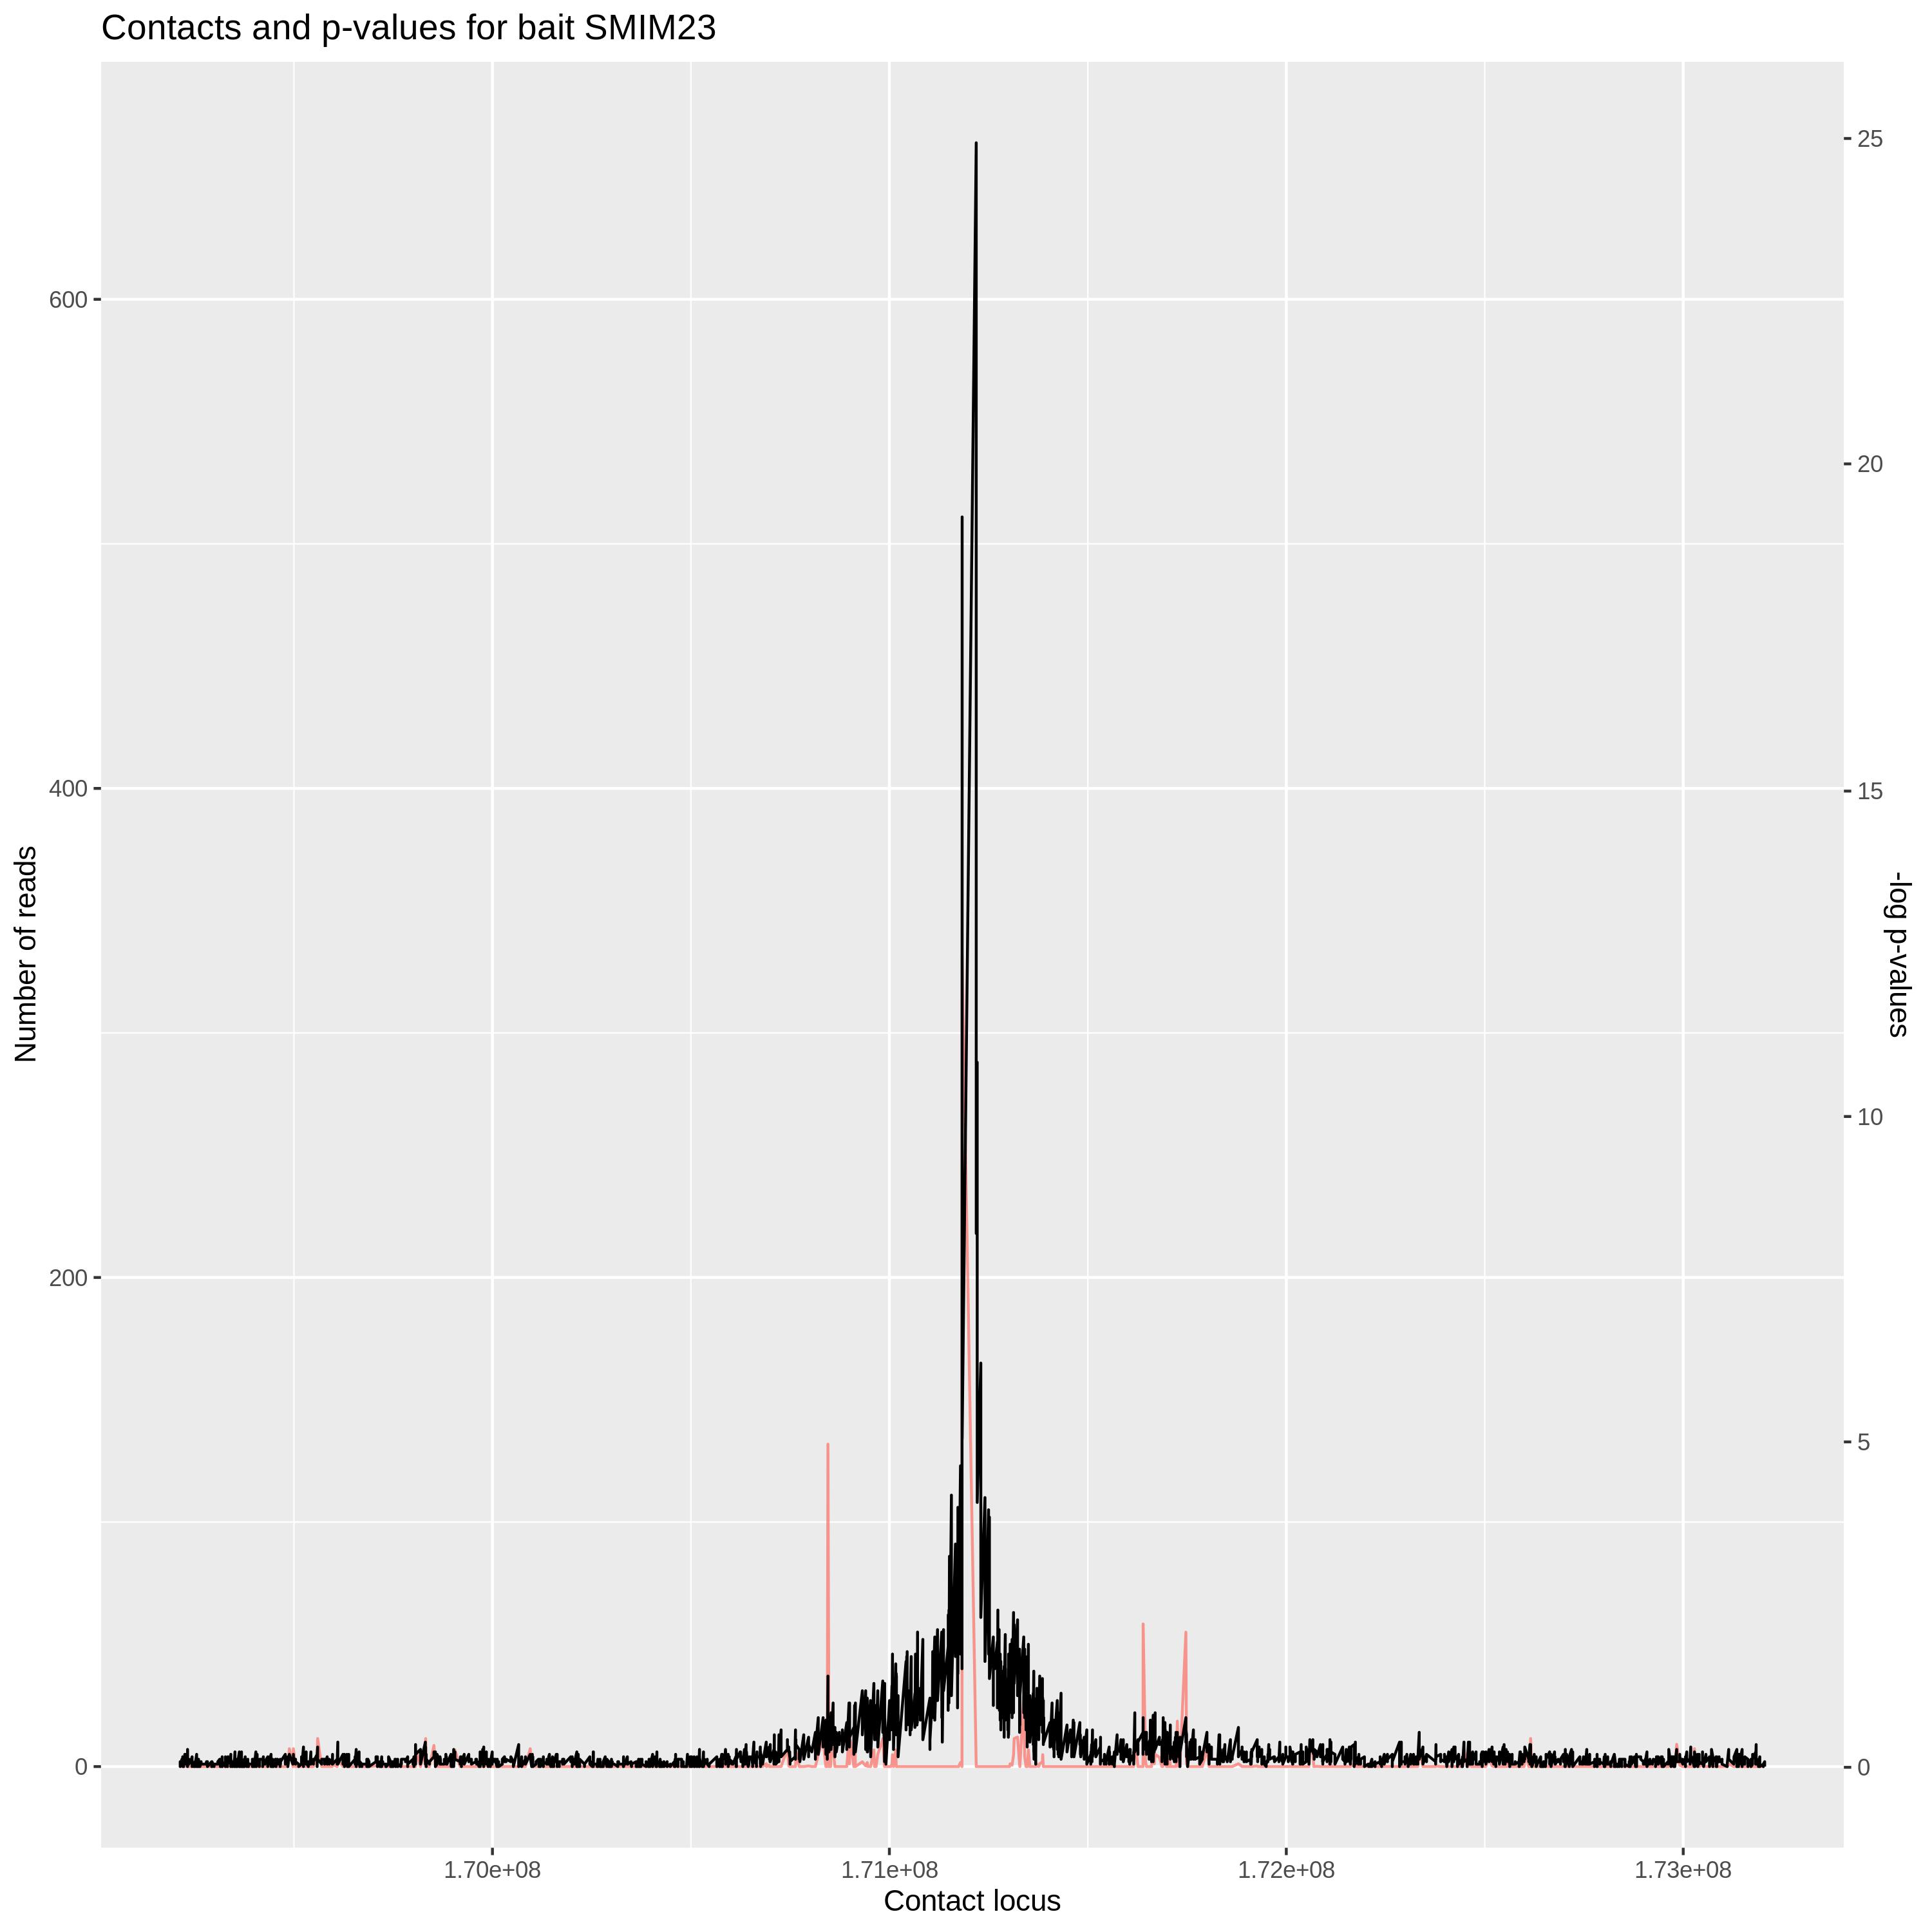 Contacts and p-values for bait SMIM23
600
400
200
0
Number of reads
25
20
15
10
5
0
-log p-values
1.70e+08
1.71e+08
1.72e+08
1.73e+08
Contact locus